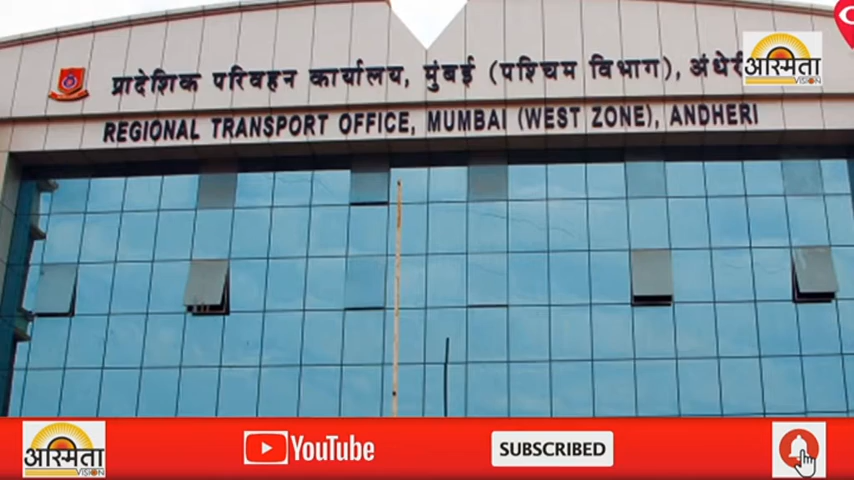 प्रादेशिक परिवहन कार्यालय, मुंबई (पश्चिम विभाग),
अस्मिता
VISION
REGIONAL TRANSPORT OFFICE, MUMBAI (WEST ZONE), ANDHERI
अस्मिता
VISION
YouTube
SUBSCRIBED